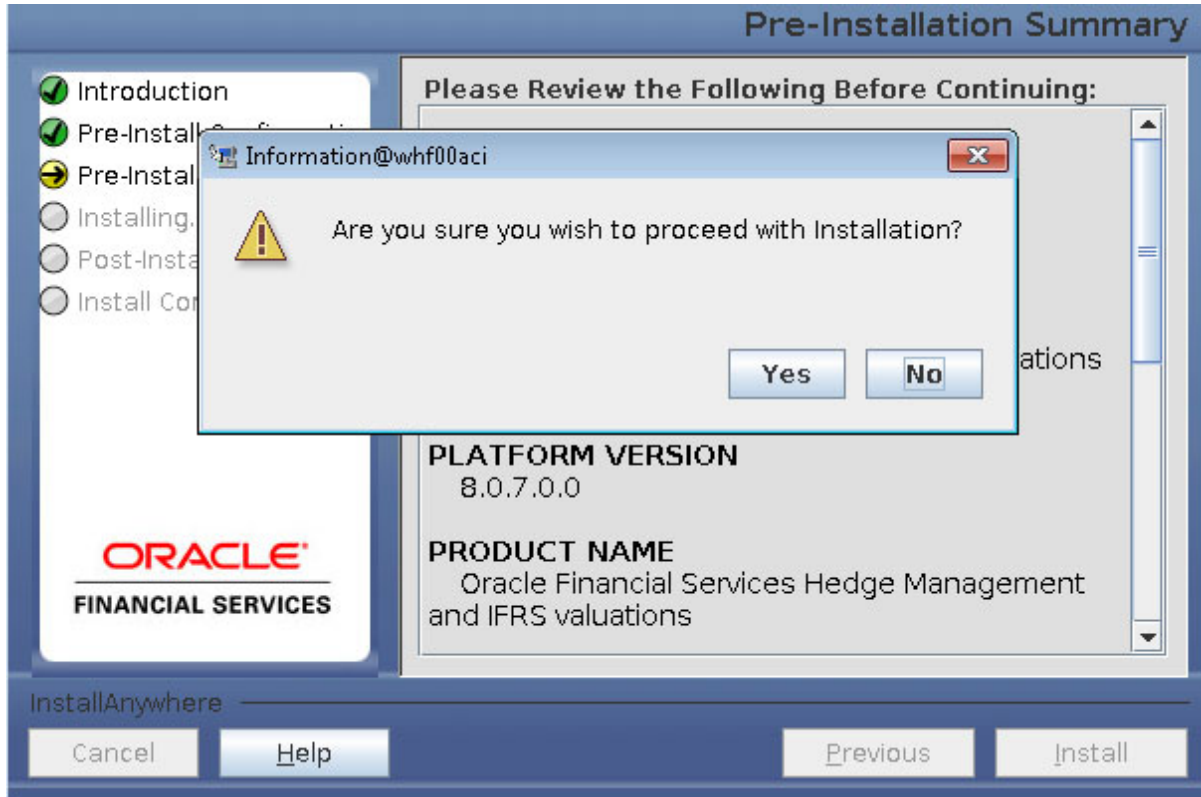 Pre-Installation Summary
Introduction
Pre-Install
Pre-Instal
Installing.
Post-Insta
Install Cor
ORACLE
FINANCIAL SERVICES
Please Review the Following Before Continuing:
Information@whf00aci
Are you sure you wish to proceed with Installation?
Yes No
ations
PLATFORM VERSION
8.0.7.0.0
PRODUCT NAME
Oracle Financial Services Hedge Management
and IFRS valuations
InstallAnywhere
Cancel Help Previous Install